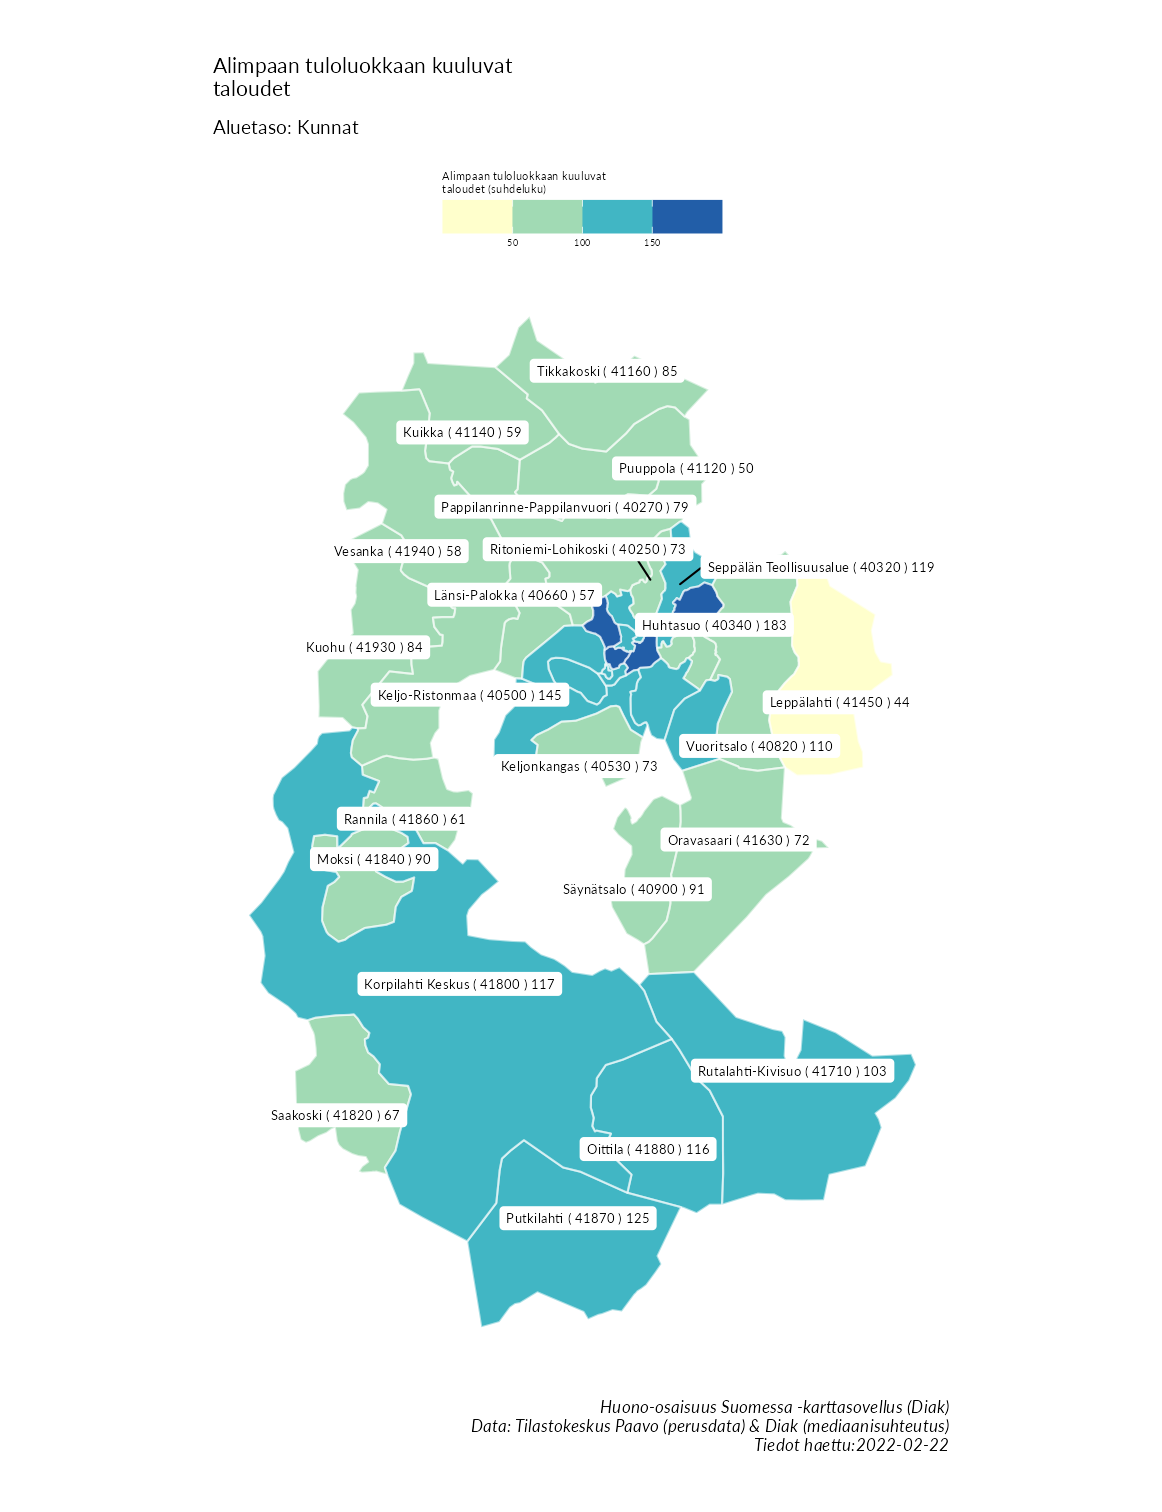 Alimpaan tuloluokkaan kuuluvat
taloudet
Aluetaso: Kunnat
Alimpaan tuloluokkaan kuuluvat
taloudet (suhdeluku)
50
100
150
Tikkakoski ( 41160 ) 85
Kuikka ( 41140 ) 59
Puuppola ( 41120 ) 50
Pappilanrinne-Pappilanvuori ( 40270 ) 79
Vesanka ( 41940 ) 58
Ritoniemi-Lohikoski ( 40250 ) 73
Seppälän Teollisuusalue ( 40320 ) 119
Länsi-Palokka ( 40660 ) 57
Huhtasuo ( 40340 ) 183
Kuohu ( 41930 ) 84
Keljo-Ristonmaa ( 40500 ) 145
Leppälahti ( 41450 ) 44
Vuoritsalo ( 40820 ) 110
Keljonkangas ( 40530 ) 73
Rannila ( 41860 ) 61
Oravasaari ( 41630 ) 72
Moksi ( 41840 ) 90
Säynätsalo ( 40900 ) 91
Korpilahti Keskus ( 41800 ) 117
Rutalahti-Kivisuo ( 41710 ) 103
Saakoski ( 41820 ) 67
Oittila ( 41880 ) 116
Putkilahti ( 41870 ) 125
Huono-osaisuus Suomessa -karttasovellus (Diak)
Data: Tilastokeskus Paavo (perusdata) & Diak (mediaanisuhteutus)
Tiedot haettu:2022-02-22